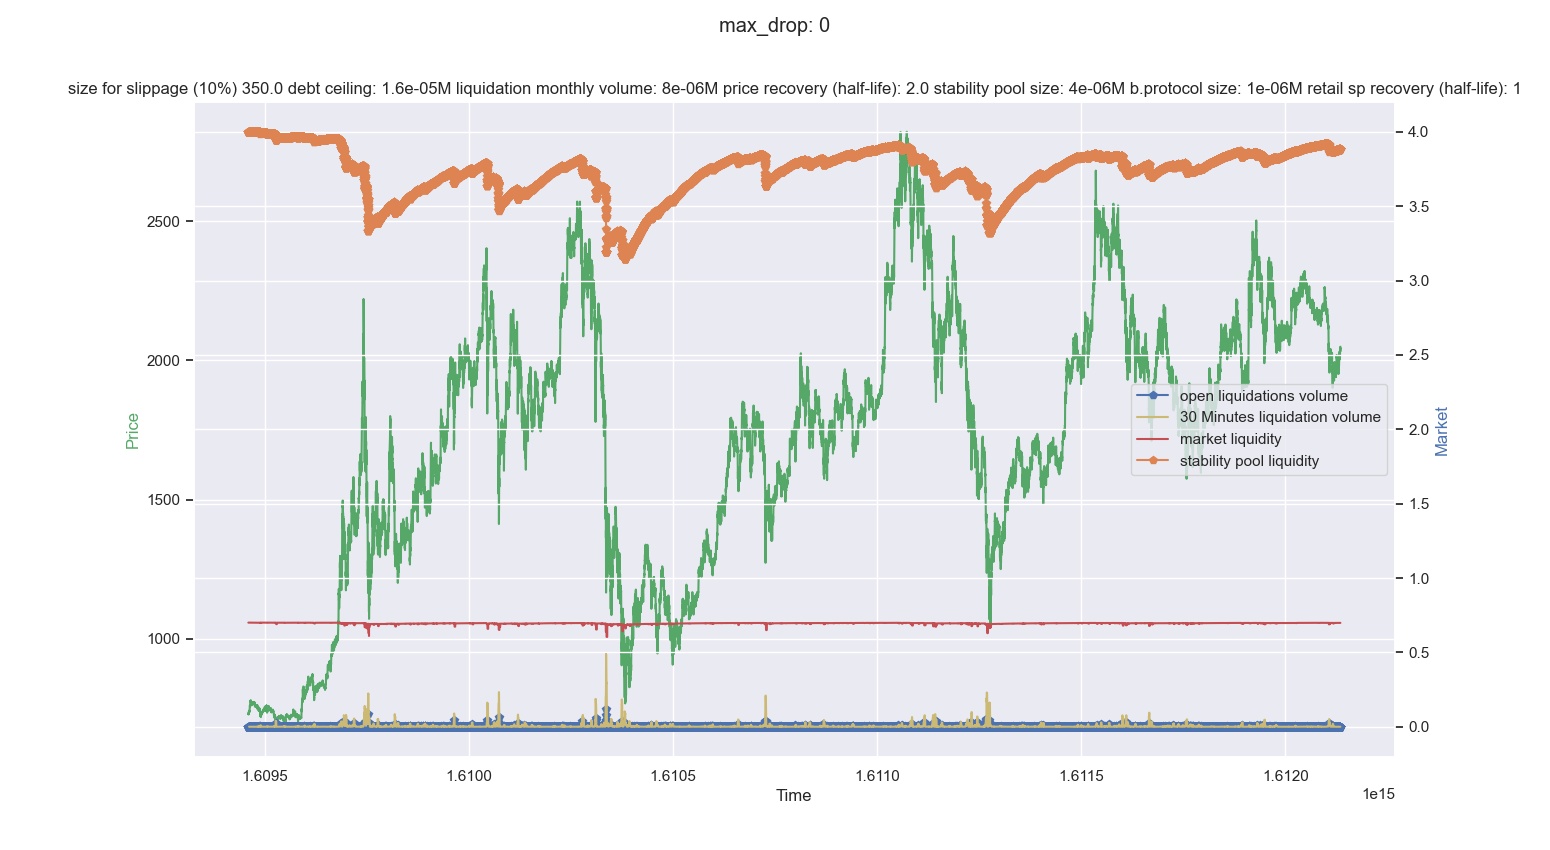 max_drop: 0
size for slippage (10%) 350.0 debt ceiling: 1.6e-05M liquidation monthly volume: 8e-06M price recovery (half-life): 2.0 stability pool size: 4e-06M b.protocol size: 1e-06M retail sp recovery (half-life): 1
4.0
3.5
2500
3.0
2.5
2000
open liquidations volume
30 Minutes liquidation volume
market liquidity
stability pool liquidity
Price
Market
2.0
1500
1.5
1.0
1000
0.5
0.0
1.6095 1.6100 1.6105 1.6110 1.6115 1.6120
Time
1e15